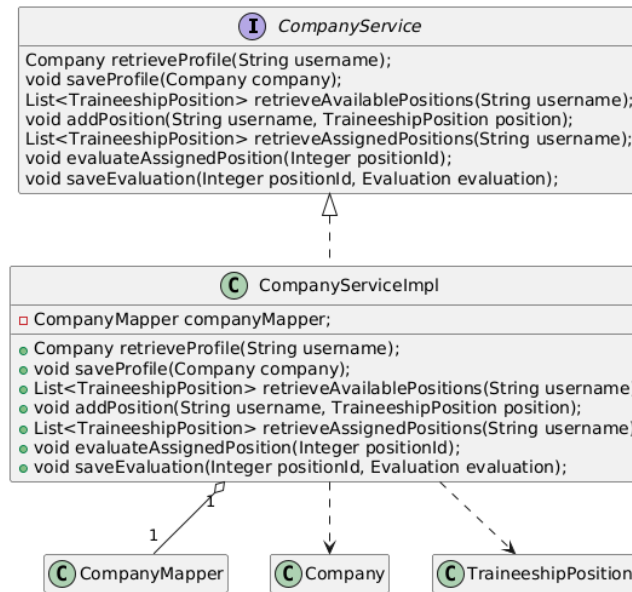 I CompanyService
Company retrieveProfile(String username);
void saveProfile(Company company);
List<TraineeshipPosition> retrieveAvailablePositions(String username);
void addPosition(String username, TraineeshipPosition position);
List<TraineeshipPosition> retrieveAssignedPositions(String username);
void evaluateAssignedPosition(Integer positionId);
void saveEvaluation(Integer positionId, Evaluation evaluation);
C CompanyServiceImpl
CompanyMapper companyMapper;
Company retrieveProfile(String username);
void saveProfile(Company company);
List<TraineeshipPosition> retrieveAvailablePositions(String username)
void addPosition(String username, TraineeshipPosition position);
List<TraineeshipPosition> retrieveAssignedPositions(String username)
void evaluateAssignedPosition(Integer positionId);
void saveEvaluation(Integer positionId, Evaluation evaluation);
1
1
C CompanyMapper
C Company
C TraineeshipPosition